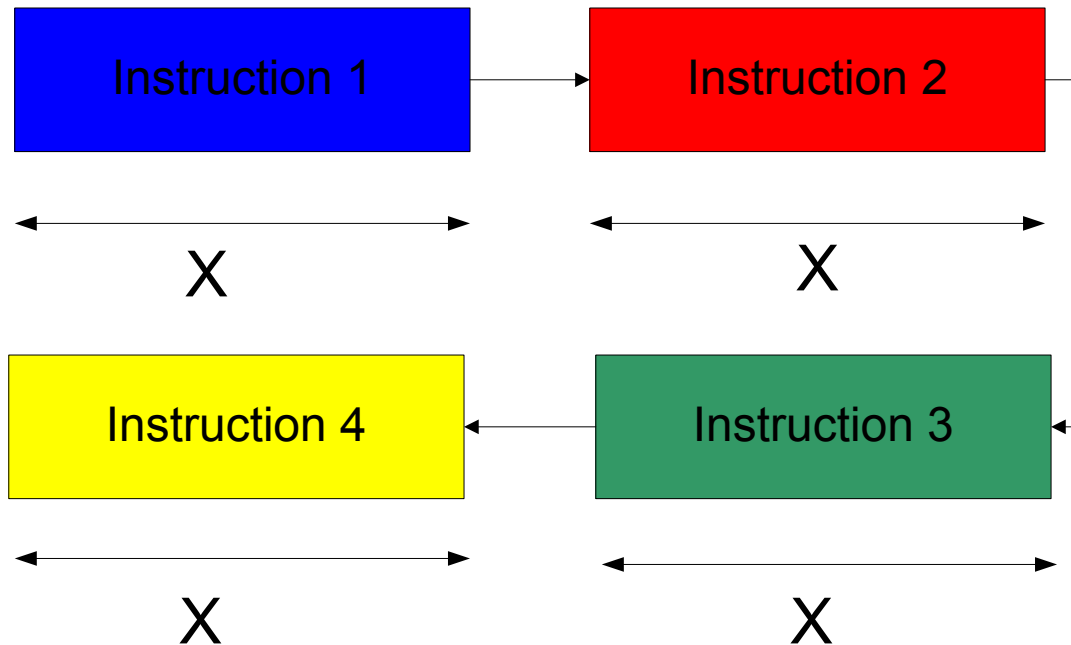 Instruction 1
Instruction 2
X
X
Instruction 4
Instruction 3
X
X